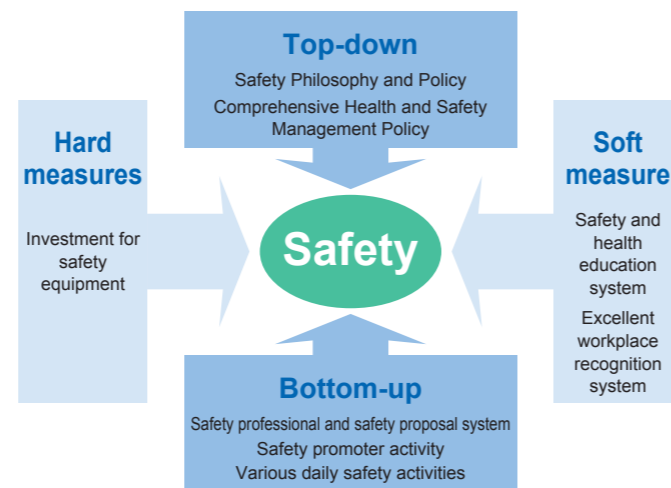 Top-down
Safety Philosophy and Policy
Comprehensive Health and Safety
Management Policy
Hard
measures
Investment for
safety
equipment
Safety
Soft
measure
Safety and
health
education
system
Excellent
workplace
recognition
system
Bottom-up
Safety professional and safety proposal system
Safety promoter activity
Various daily safety activities